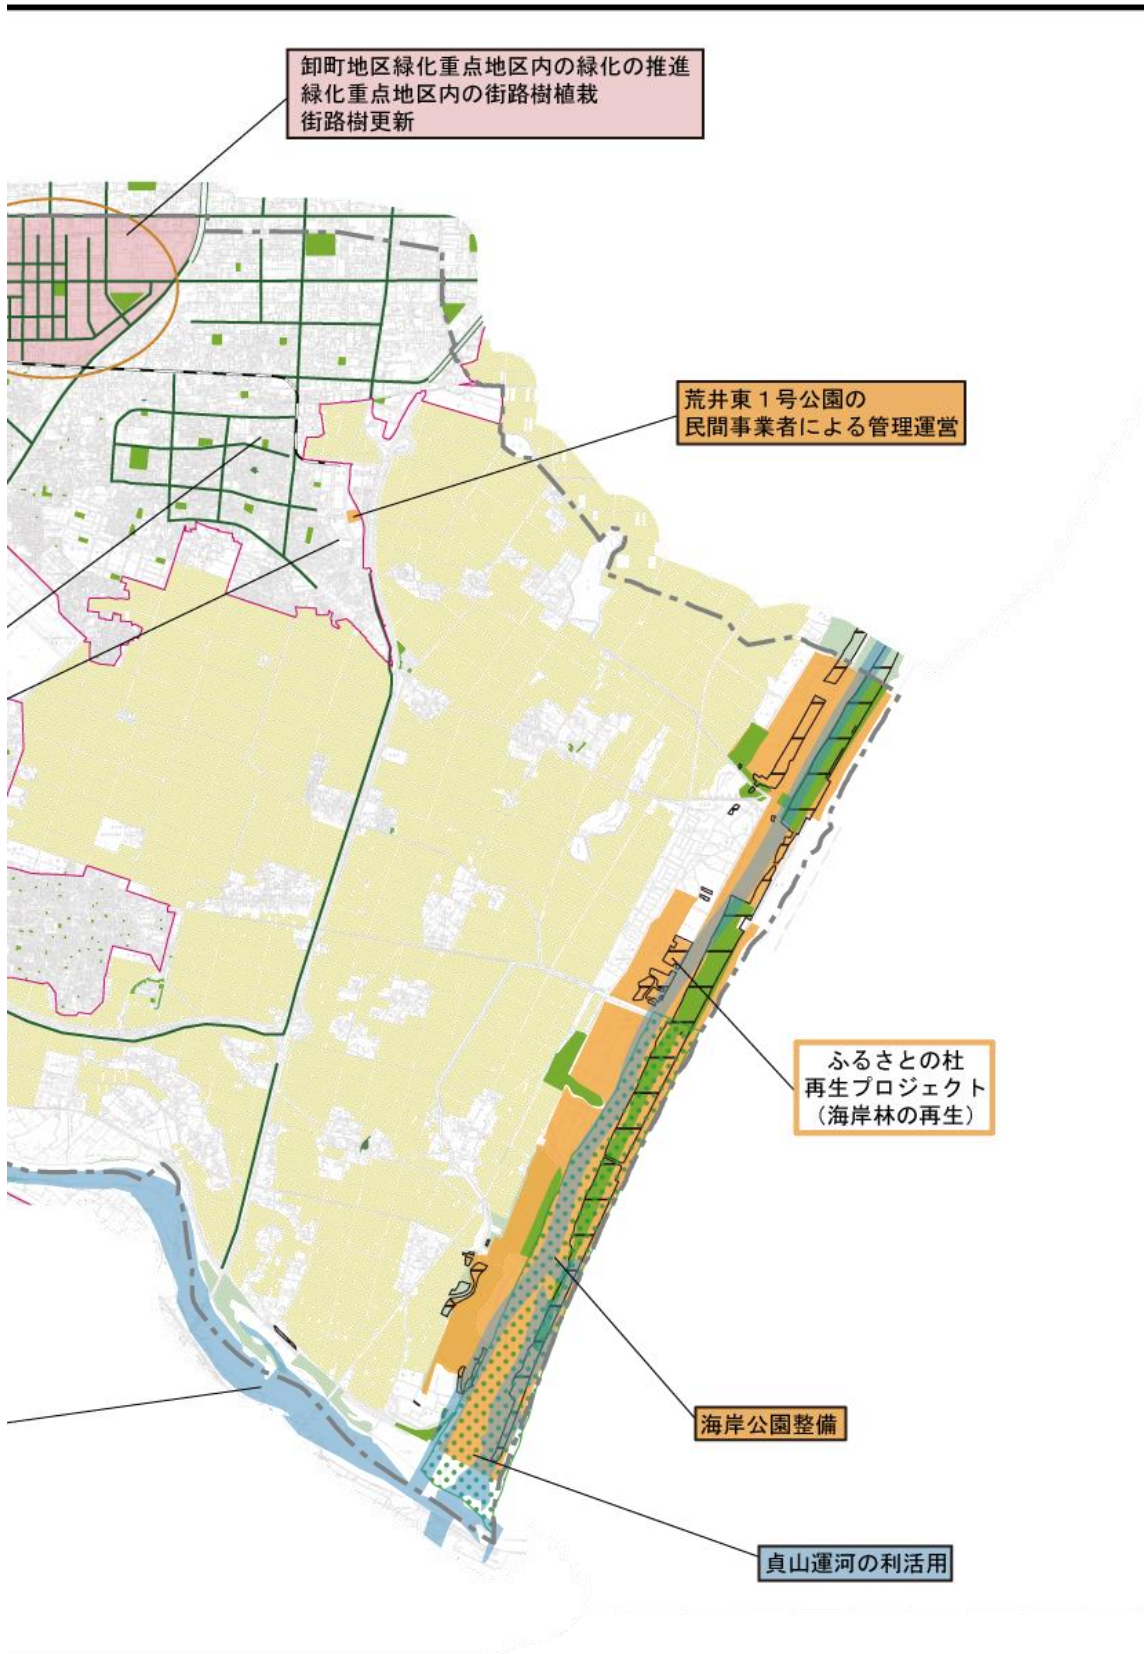 卸町地区緑化重点地区内の緑化の推進
緑化重点地区内の街路樹植栽
街路樹更新
荒井東１号公園の
民間事業者による管理運営
ふるさとの杜
再生プロジェクト
（海岸林の再生）
海岸公園整備
貞山運河の利活用